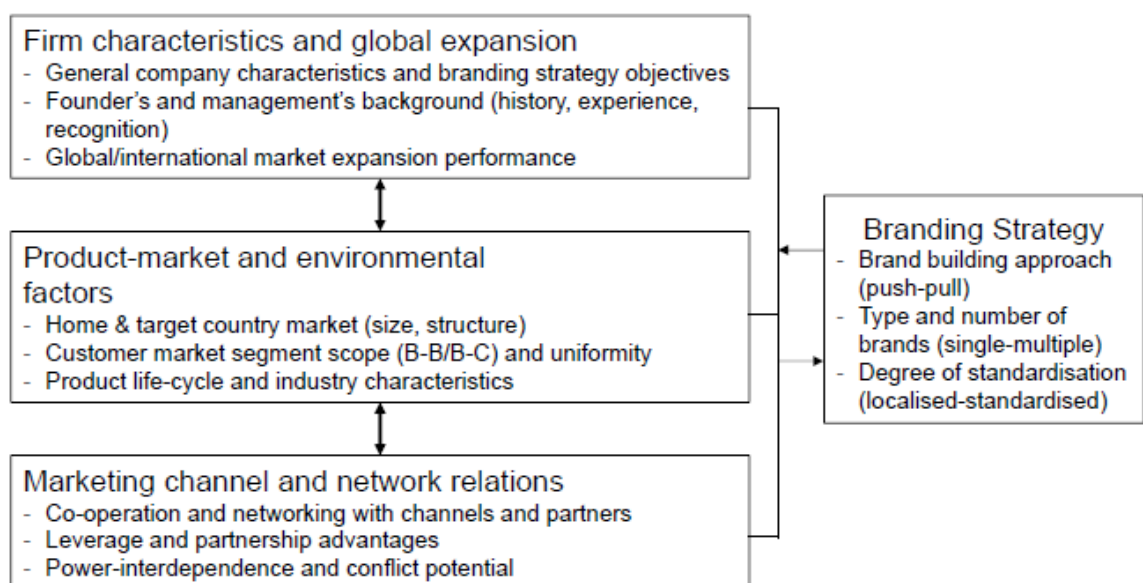 Firm characteristics and global expansion
- General company characteristics and branding strategy objectives
- Founder's and management's background (history, experience,
recognition)
- Global/international market expansion performance
Product-market and environmental
factors
- Home & target country market (size, structure)
- Customer market segment scope (B-B/B-C) and uniformity
- Product life-cycle and industry characteristics
Marketing channel and network relations
- Co-operation and networking with channels and partners
- Leverage and partnership advantages
- Power-interdependence and conflict potential
Branding Strategy
- Brand building approach
(push-pull)
- Type and number of
brands (single-multiple)
- Degree of standardisation
(localised-standardised)